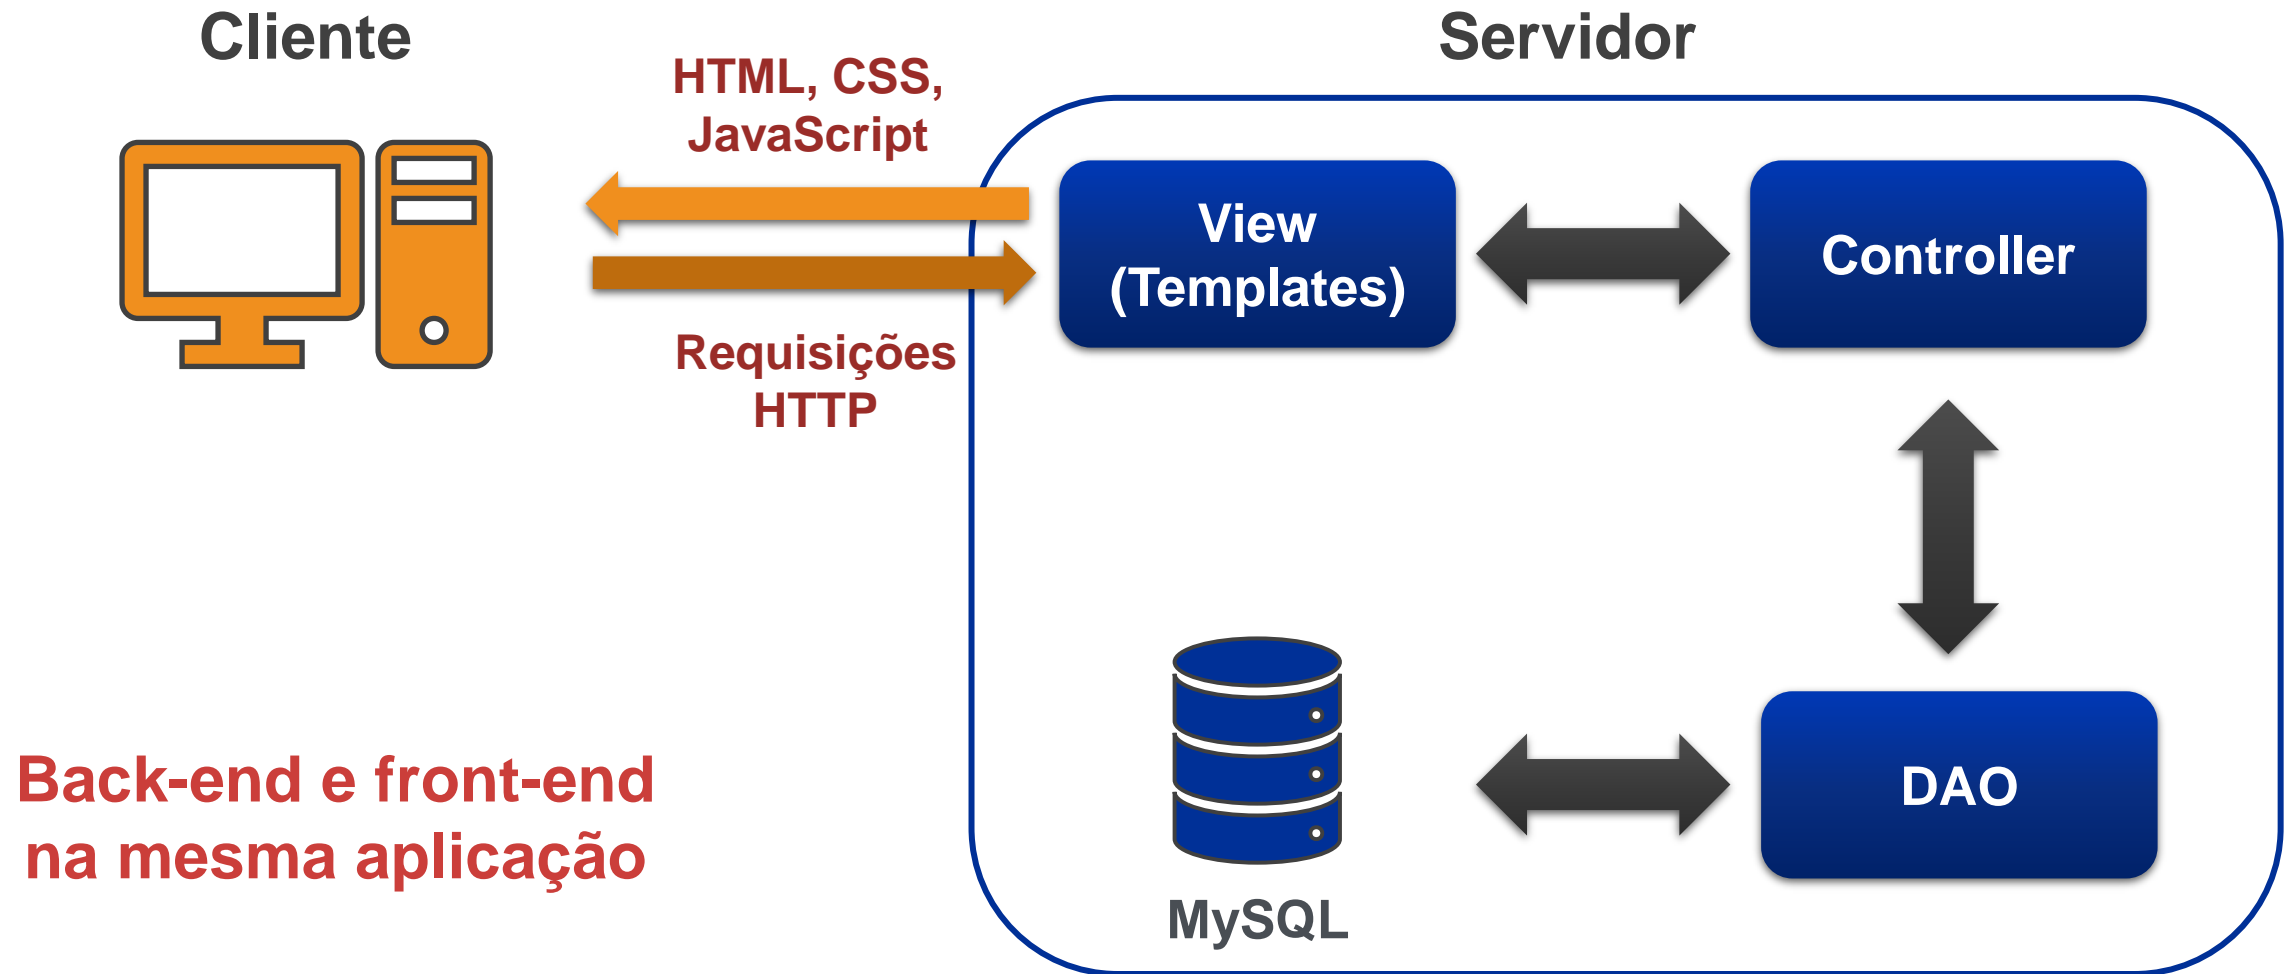 Cliente
Servidor
HTML, CSS,
JavaScript
View
(Templates)
Controller
Requisições
HTTP
Back-end e front-end
na mesma aplicação
DAO
MySQL